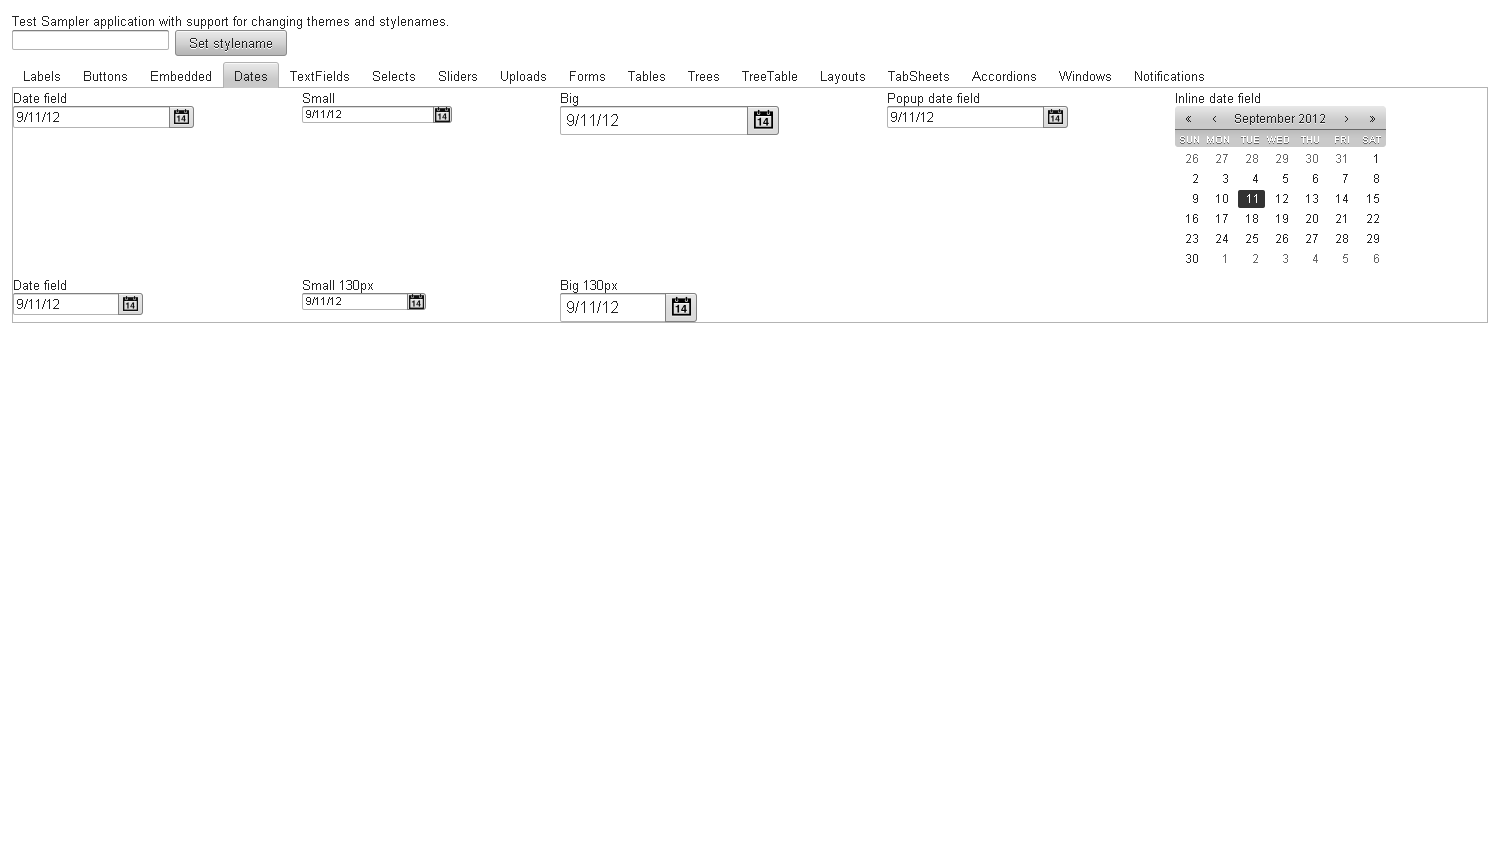 Test Sampler application with support for changing themes and stylenames.
Set stylename
Labels Buttons Embedded Dates TextFields Selects Sliders Uploads Forms Tables Trees TreeTable Layouts TabSheets Accordions Windows Notifications
Date field Small Big Popup date field Inline date field
9/11/12 14 9/11/12 14 9/11/12 14 9/11/12 14
« ‹ September 2012 › »
SUN MON TUE WED THU FRI SAT
26 27 28 29 30 31 1
2 3 4 5 6 7 8
9 10 11 12 13 14 15
16 17 18 19 20 21 22
23 24 25 26 27 28 29
30 1 2 3 4 5 6
Date field Small 130px Big 130px
9/11/12 14 9/11/12 14 9/11/12 14